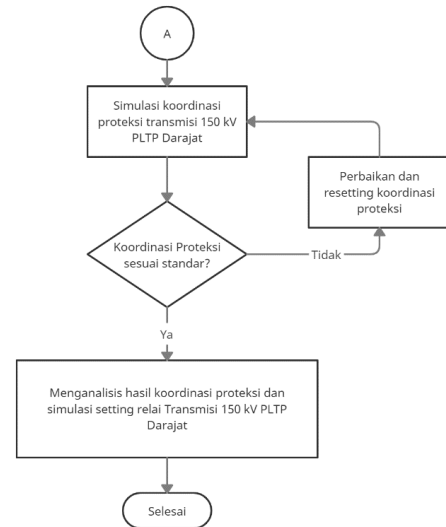 A
Simulasi koordinasi
proteksi transmisi 150 kV
PLTP Darajat
Perbaikan dan
resetting koordinasi
proteksi
Koordinasi Proteksi
sesuai standar?
Tidak
Ya
Menganalisis hasil koordinasi proteksi dan
simulasi setting relai Transmisi 150 kV PLTP
Darajat
Selesai